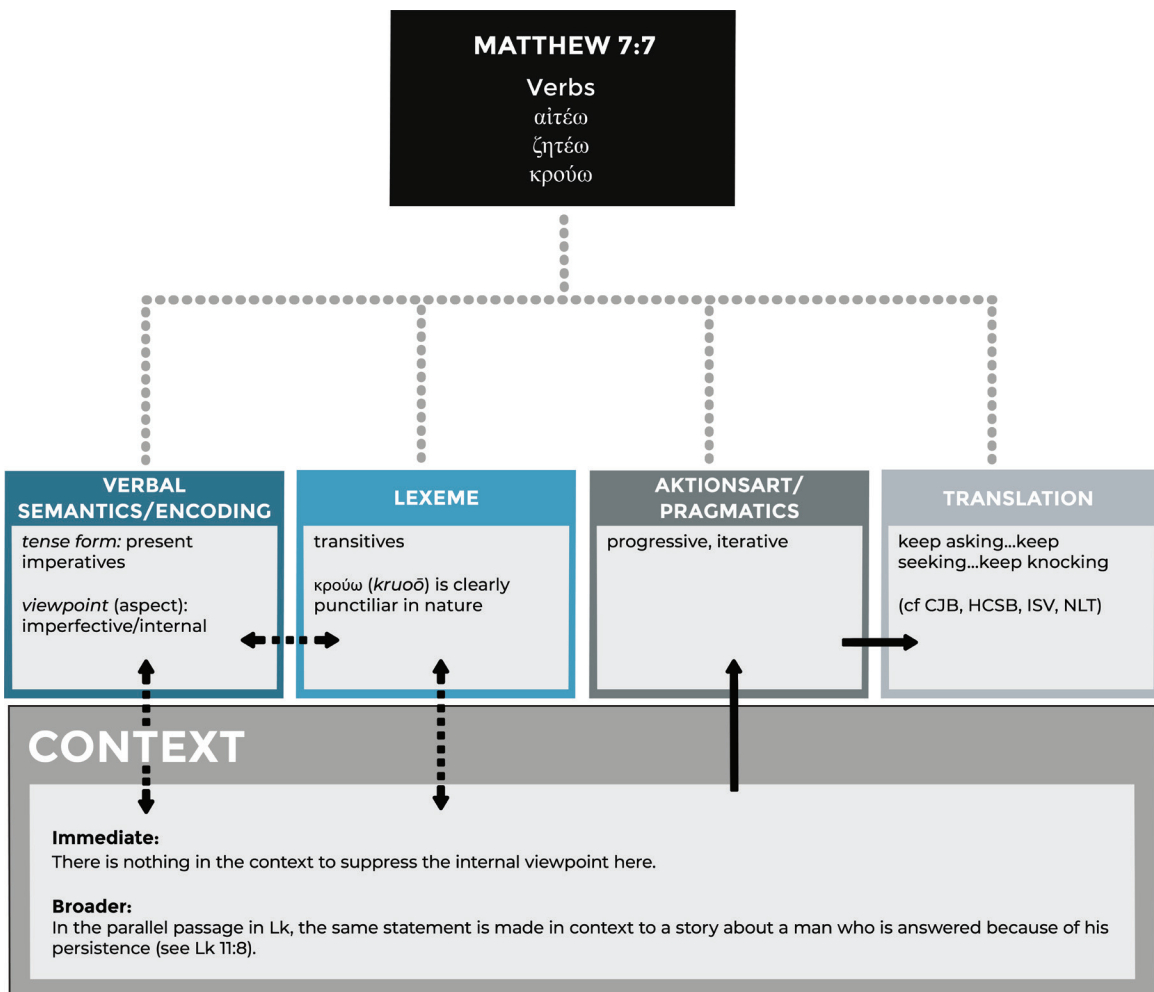 MATTHEW 7:7
Verbs
αἰτέω
ζητέω
κρούω
VERBAL
SEMANTICS/ENCODING
tense form: present
imperatives
viewpoint (aspect):
imperfective/internal
LEXEME
transitives
κρούω (kruoō) is clearly
punctiliar in nature
AKTIONSART/
PRAGMATICS
progressive, iterative
TRANSLATION
keep asking...keep
seeking...keep knocking
(cf CJB, HCSB, ISV, NLT)
CONTEXT
Immediate:
There is nothing in the context to suppress the internal viewpoint here.
Broader:
In the parallel passage in Lk, the same statement is made in context to a story about a man who is answered because of his
persistence (see Lk 11:8).